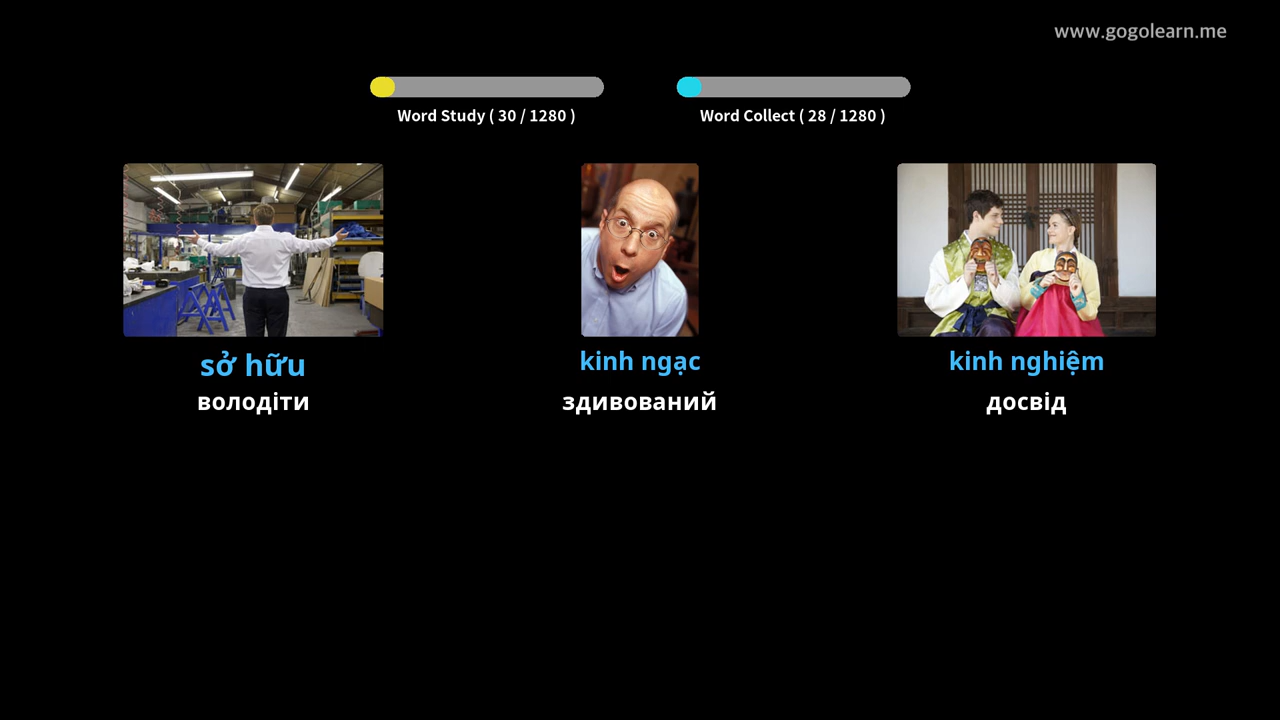 www.gogolearn.me
Word Study ( 30 / 1280 )
Word Collect ( 28 / 1280 )
sở hữu
kinh ngạc
kinh nghiệm
володіти
здивований
досвід